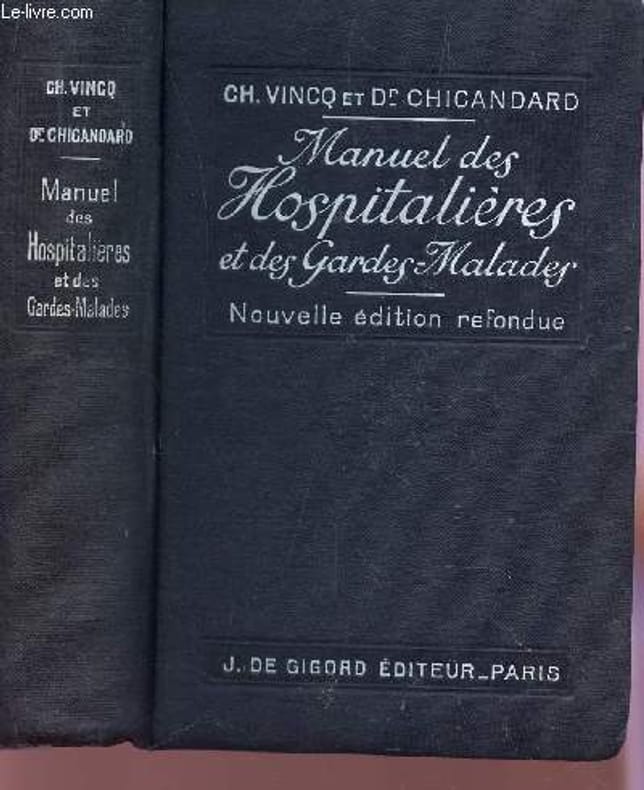 Le-livre.com
CH. VINCQ
ET
Dr CHICANDARD
Manuel
des
Hospitalières
et des
Gardes-Malades
CH. VINCQ ET Dr CHICANDARD
Manuel des
Hospitalières
et des Gardes-Malades
Nouvelle édition refondue
J. DE GIGORD ÉDITEUR_PARIS